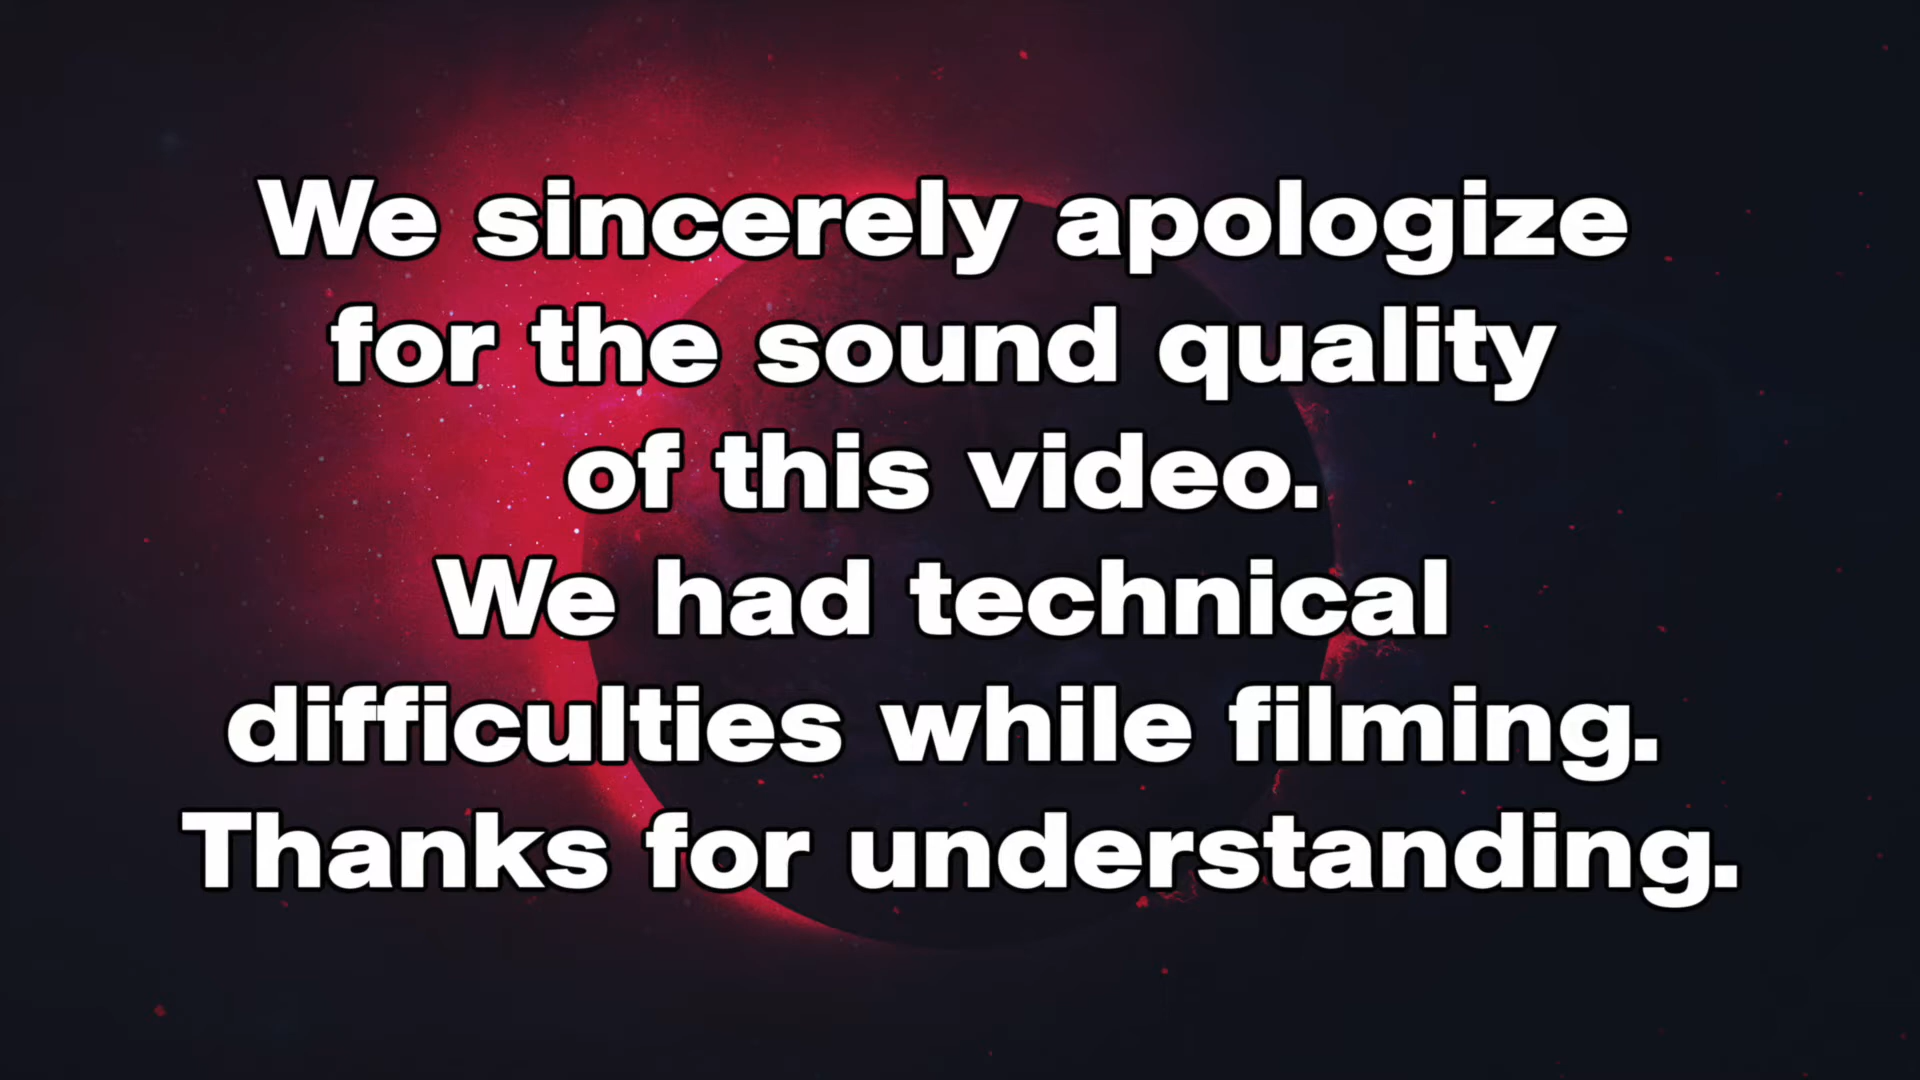 We sincerely apologize
for the sound quality
of this video.
We had technical
difficulties while filming.
Thanks for understanding.